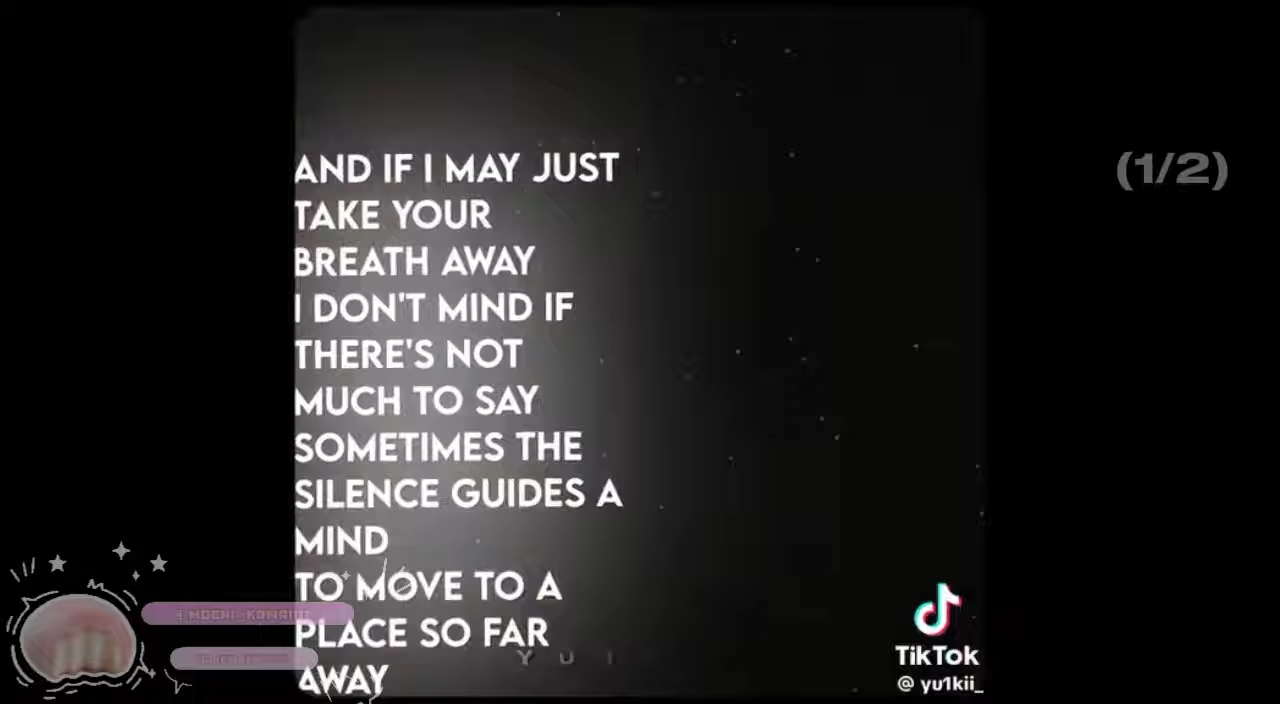 AND IF I MAY JUST
TAKE YOUR
BREATH AWAY
I DON'T MIND IF
THERE'S NOT
MUCH TO SAY
SOMETIMES THE
SILENCE GUIDES A
MIND
TO MOVE TO A
PLACE SO FAR
AWAY
(1/2)
Y U I
TikTok
@ yu1kii_